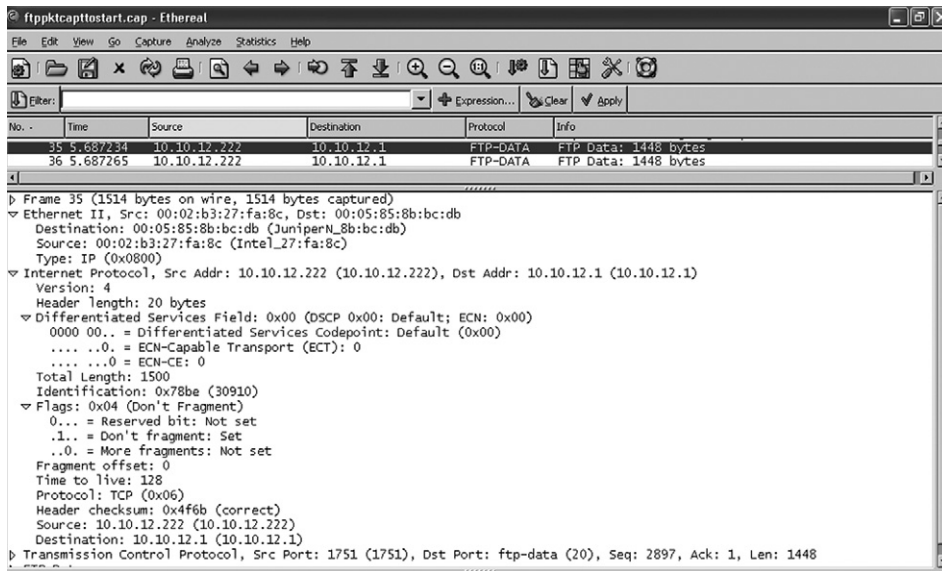 ftppktcapttostart.cap - Ethereal
File Edit View Go Capture Analyze Statistics Help
Filter: Expression... Clear Apply
No. - Time Source Destination Protocol Info
35 5.687234 10.10.12.222 10.10.12.1 FTP-DATA FTP Data: 1448 bytes
36 5.687265 10.10.12.222 10.10.12.1 FTP-DATA FTP Data: 1448 bytes
Frame 35 (1514 bytes on wire, 1514 bytes captured)
Ethernet II, Src: 00:02:b3:27:fa:8c, Dst: 00:05:85:8b:bc:db
Destination: 00:05:85:8b:bc:db (JuniperN_8b:bc:db)
Source: 00:02:b3:27:fa:8c (Intel_27:fa:8c)
Type: IP (0x0800)
Internet Protocol, Src Addr: 10.10.12.222 (10.10.12.222), Dst Addr: 10.10.12.1 (10.10.12.1)
Version: 4
Header length: 20 bytes
Differentiated Services Field: 0x00 (DSCP 0x00: Default; ECN: 0x00)
0000 00.. = Differentiated Services Codepoint: Default (0x00)
.... ..0. = ECN-Capable Transport (ECT): 0
.... ...0 = ECN-CE: 0
Total Length: 1500
Identification: 0x78be (30910)
Flags: 0x04 (Don't Fragment)
0... = Reserved bit: Not set
.1.. = Don't fragment: Set
..0. = More fragments: Not set
Fragment offset: 0
Time to live: 128
Protocol: TCP (0x06)
Header checksum: 0x4f6b (correct)
Source: 10.10.12.222 (10.10.12.222)
Destination: 10.10.12.1 (10.10.12.1)
Transmission Control Protocol, Src Port: 1751 (1751), Dst Port: ftp-data (20), Seq: 2897, Ack: 1, Len: 1448